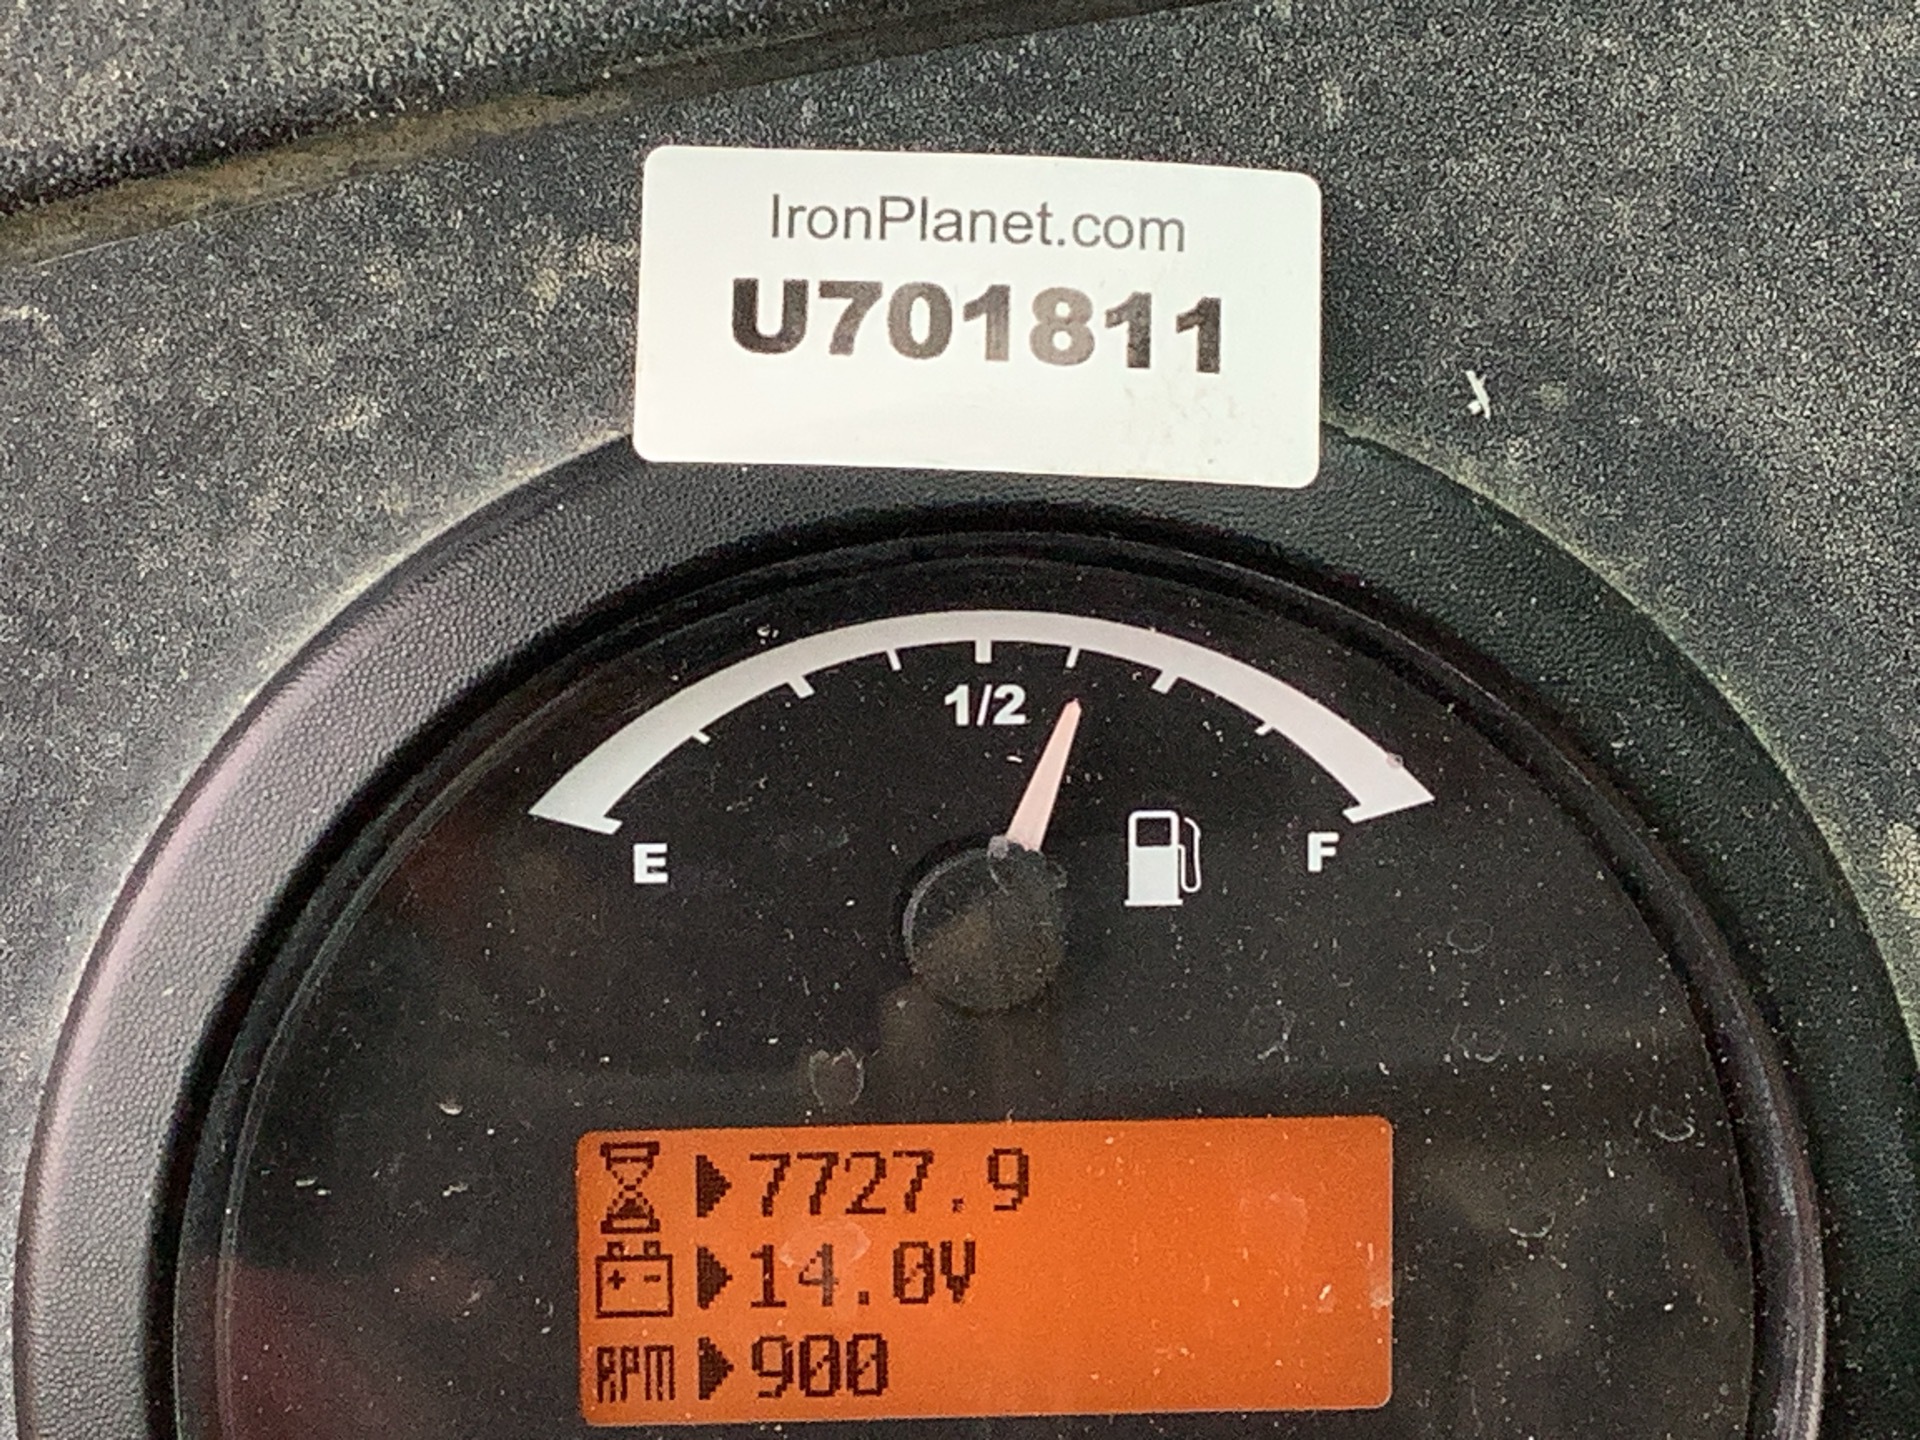 IronPlanet.com
U701811
1/2
E F
7727.9
14.0V
RPM 900